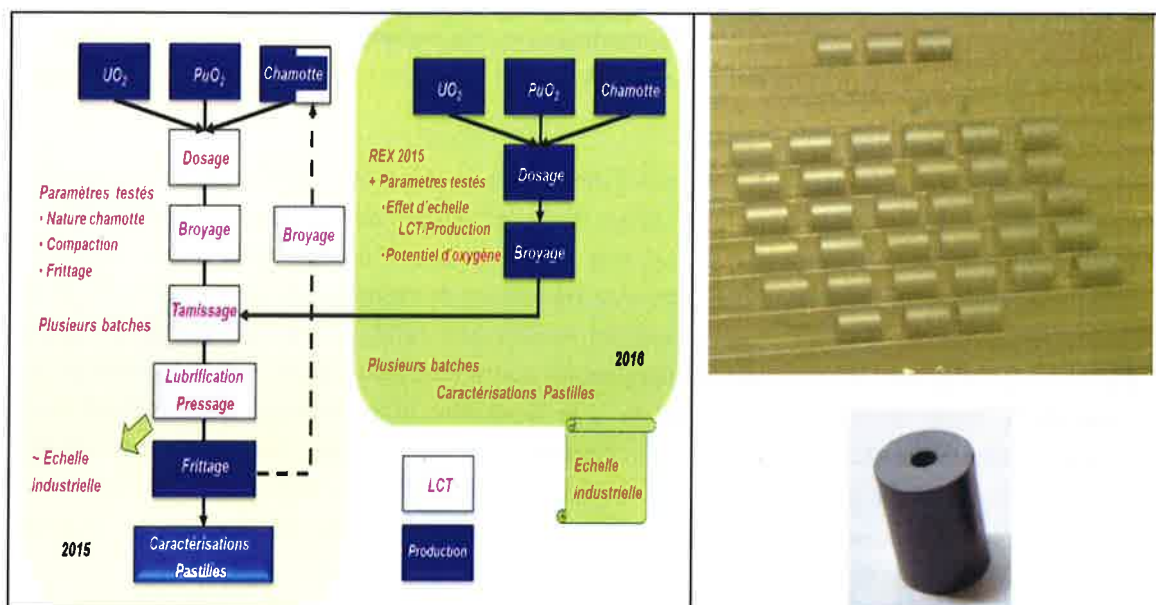 UO2
PuO2
Chamotte
Dosage
Paramètres testés
· Nature chamotte
· Compaction
· Frittage
Broyage
Broyage
Plusieurs batches
Tamissage
Lubrification
Pressage
~ Echelle
industrielle
Frittage
2015
Caractérisations
Pastilles
UO2
PuO2
Chamotte
REX 2015
+ Paramètres testés
· Effet d'echelle
LCT/Production
· Potentiel d'oxygène
Dosage
Broyage
2016
Plusieurs batches
Caractérisations Pastilles
Echelle
industrielle
LCT
Production